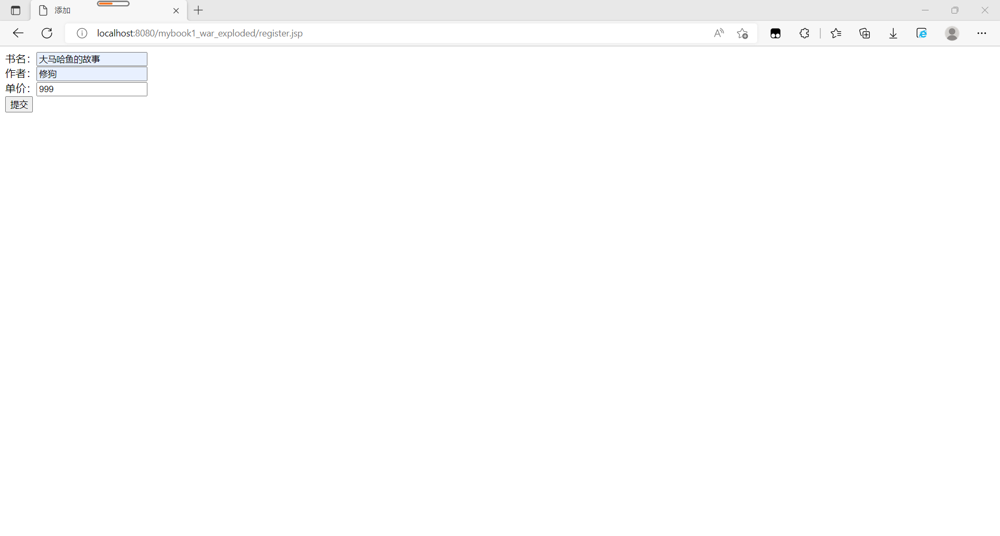 添加
localhost:8080/mybook1_war_exploded/register.jsp
书名：大马哈鱼的故事
作者：修狗
单价：999
提交